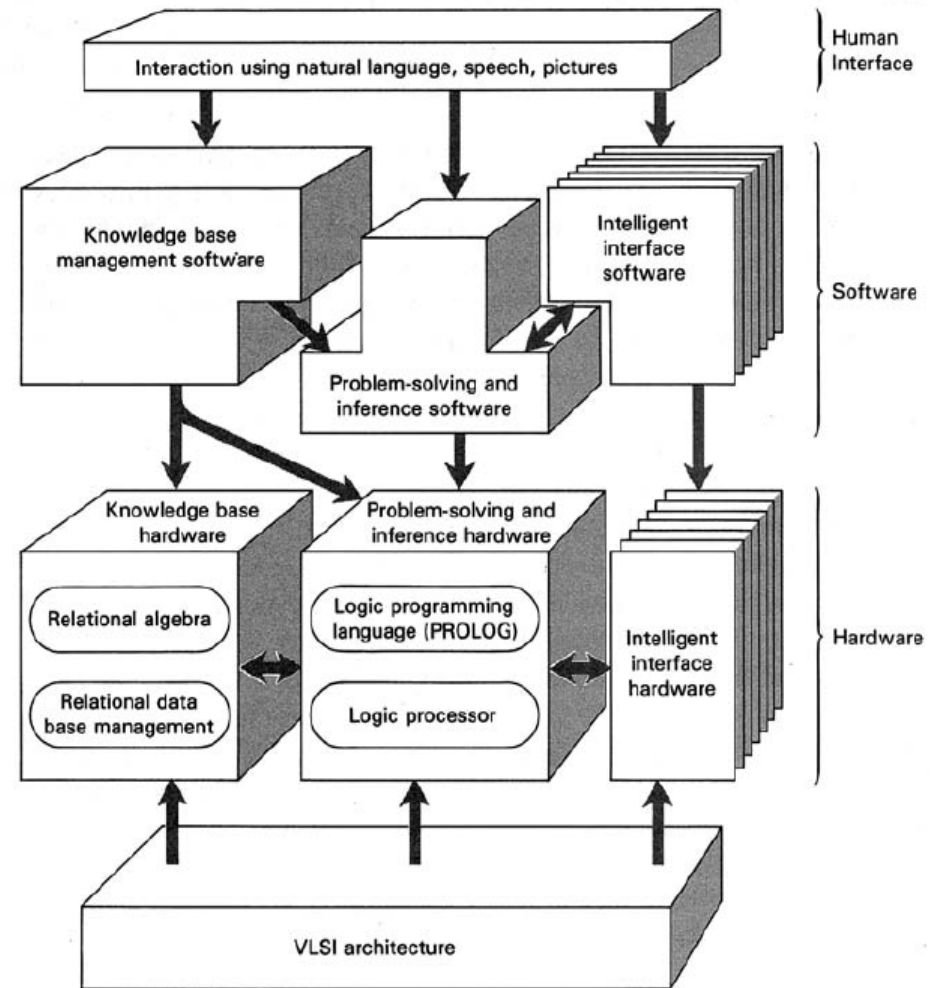 Interaction using natural language, speech, pictures
Human
Interface
Knowledge base
management software
Intelligent
interface
software
Software
Problem-solving and
inference software
Knowledge base
hardware
Problem-solving and
inference hardware
Relational algebra
Logic programming
language (PROLOG)
Intelligent
interface
hardware
Hardware
Relational data
base management
Logic processor
VLSI architecture